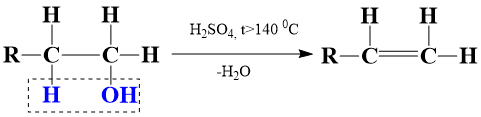 H H
R—C—C—H
H OH
H₂SO₄, t>140 ⁰C
-H₂O
H H
R—C=C—H